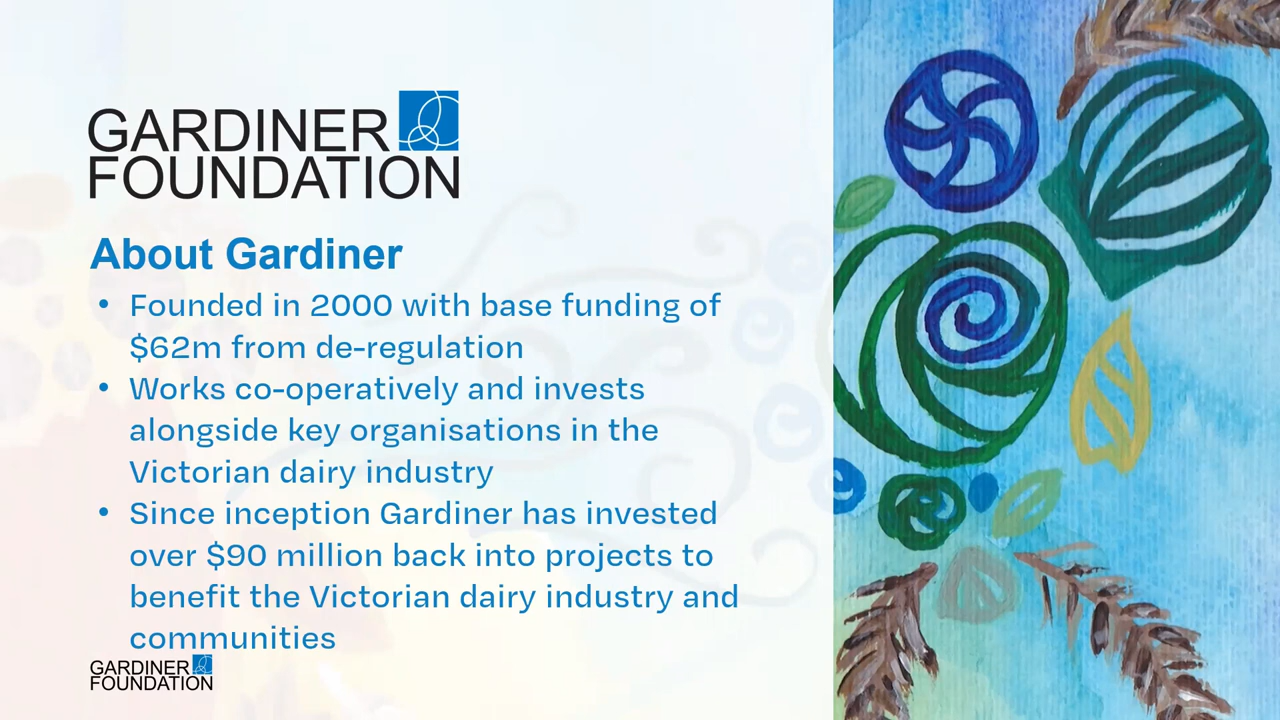 GARDINER
FOUNDATION
About Gardiner
• Founded in 2000 with base funding of
$62m from de-regulation
• Works co-operatively and invests
alongside key organisations in the
Victorian dairy industry
• Since inception Gardiner has invested
over $90 million back into projects to
benefit the Victorian dairy industry and
communities
GARDINER
FOUNDATION